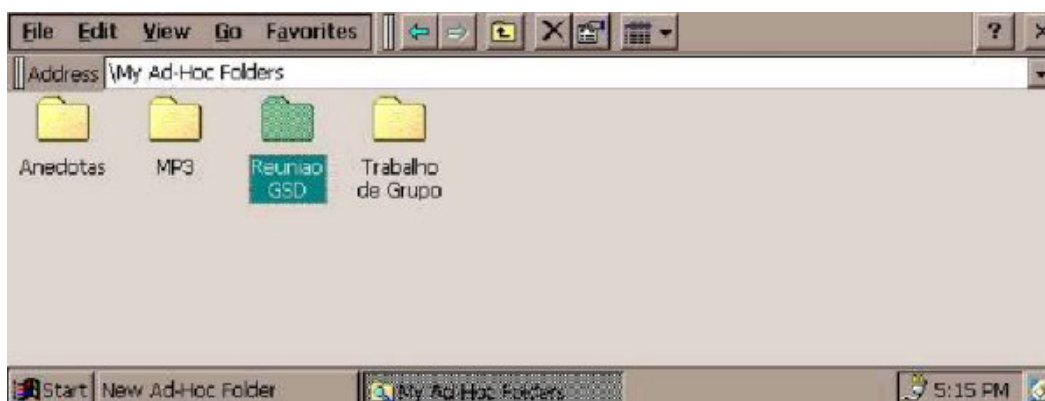 File Edit View Go Favorites ?
Address \My Ad-Hoc Folders
Anedotas MP3 Reuniao Trabalho
GSD de Grupo
Start New Ad-Hoc Folder My Ad-Hoc Folders 5:15 PM